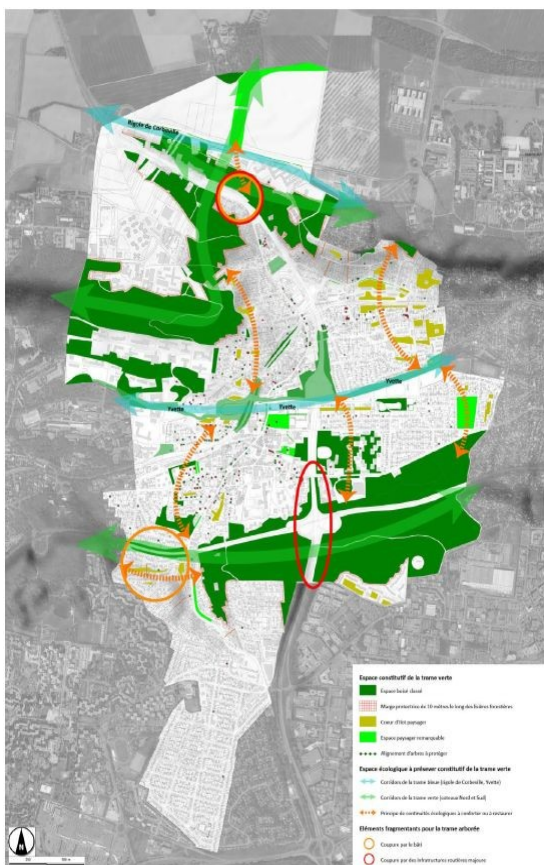 Rigole de Corbeville
Yvette
Yvette
Yvette
Espace constitutif de la trame verte
Espace boisé classé
Marge protectrice de 10 mètres le long des lisières forestières
Coeur d'îlot paysager
Espace paysager remarquable
Alignement d'arbres à protéger
Espace écologique à préserver constitutif de la trame verte
Corridors de la trame bleue (rigole de Corbeville, Yvette)
Corridors de la trame verte (coteaux Nord et Sud)
Principe de continuités écologiques à conforter ou à restaurer
Eléments fragmentants pour la trame arborée
Coupure par le bâti
Coupure par des infrastructures routières majeures
N